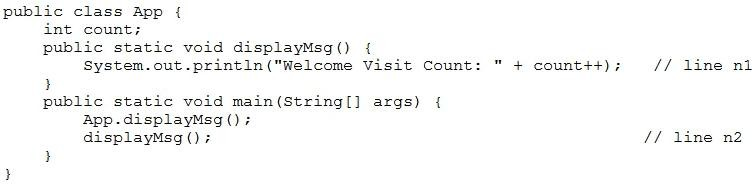 public class App {
    int count;
    public static void displayMsg() {
        System.out.println("Welcome Visit Count: " + count++);   // line n1
    }
    public static void main(String[] args) {
        App.displayMsg();
        displayMsg();                                            // line n2
    }
}